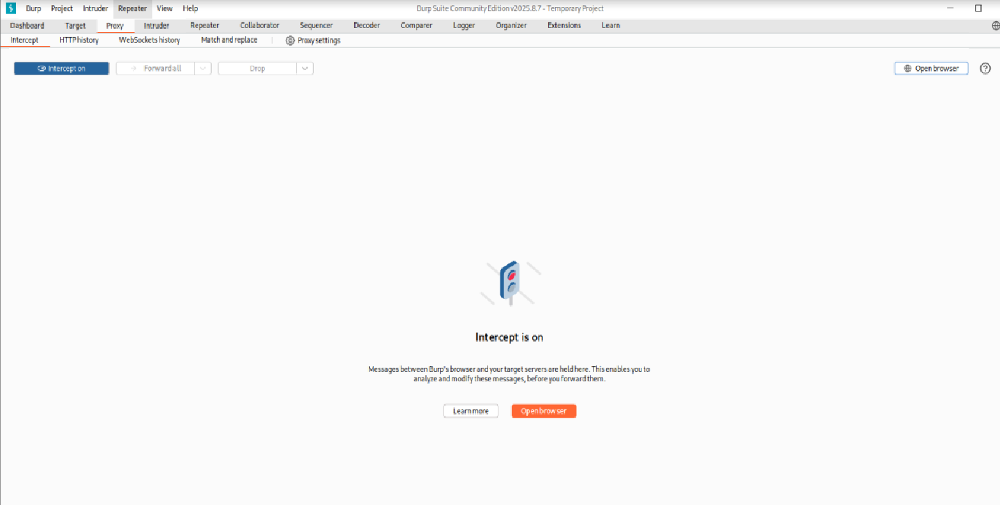 Burp Project Intruder Repeater View Help Burp Suite Community Edition v2025.8.7 - Temporary Project
Dashboard Target Proxy Intruder Repeater Collaborator Sequencer Decoder Comparer Logger Organizer Extensions Learn
Intercept HTTP history WebSockets history Match and replace Proxy settings
Intercept on Forward all Drop Open browser ?
Intercept is on
Messages between Burp's browser and your target servers are held here. This enables you to
analyze and modify these messages, before you forward them.
Learn more Open browser